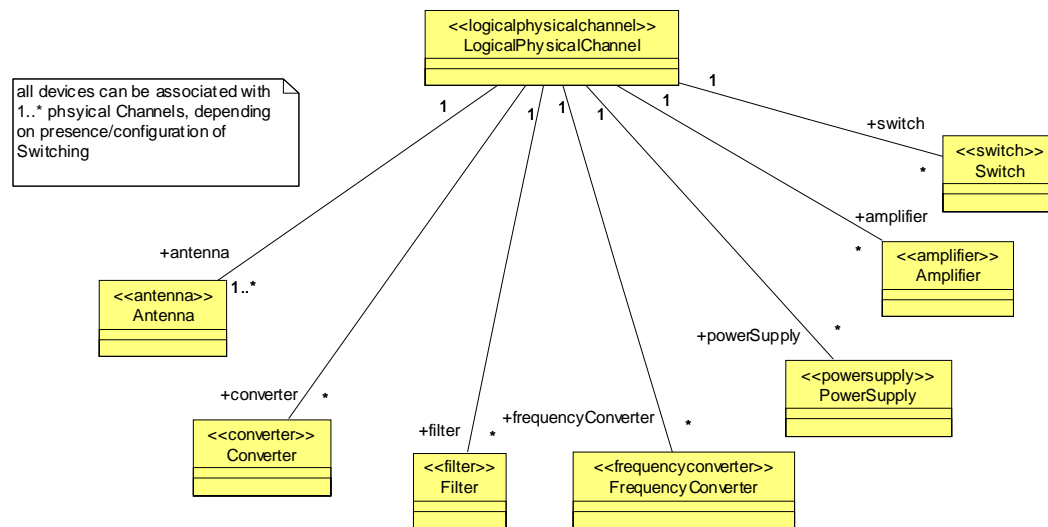 <<logicalphysicalchannel>>
LogicalPhysicalChannel
all devices can be associated with
1..* phsyical Channels, depending
on presence/configuration of
Switching
1
1
1
1
1
1
+switch
*
<<switch>>
Switch
+amplifier
*
<<amplifier>>
Amplifier
+antenna
1..*
<<antenna>>
Antenna
+powerSupply
*
<<powersupply>>
PowerSupply
+converter
*
<<converter>>
Converter
+filter
*
<<filter>>
Filter
+frequencyConverter
*
<<frequencyconverter>>
FrequencyConverter